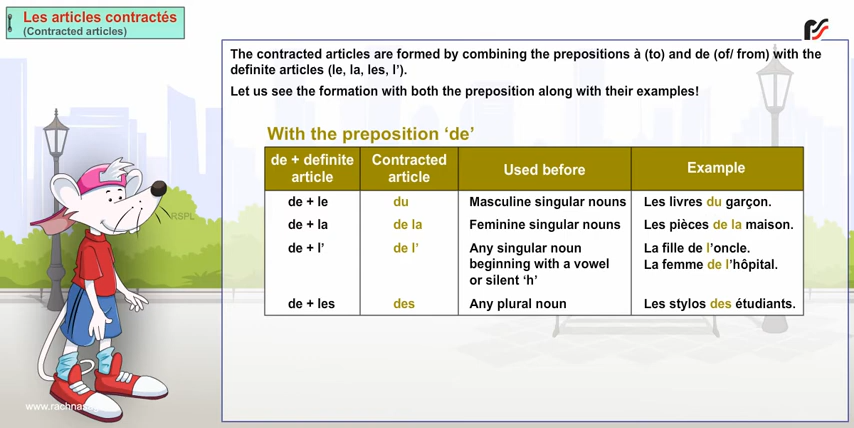 Les articles contractés
(Contracted articles)
The contracted articles are formed by combining the prepositions à (to) and de (of/ from) with the
definite articles (le, la, les, l’).
Let us see the formation with both the preposition along with their examples!
With the preposition ‘de’
de + definite article
Contracted article
Used before
Example
de + le
du
Masculine singular nouns
Les livres du garçon.
de + la
de la
Feminine singular nouns
Les pièces de la maison.
de + l’
de l’
Any singular noun
beginning with a vowel
or silent ‘h’
La fille de l’oncle.
La femme de l’hôpital.
de + les
des
Any plural noun
Les stylos des étudiants.
RSPL